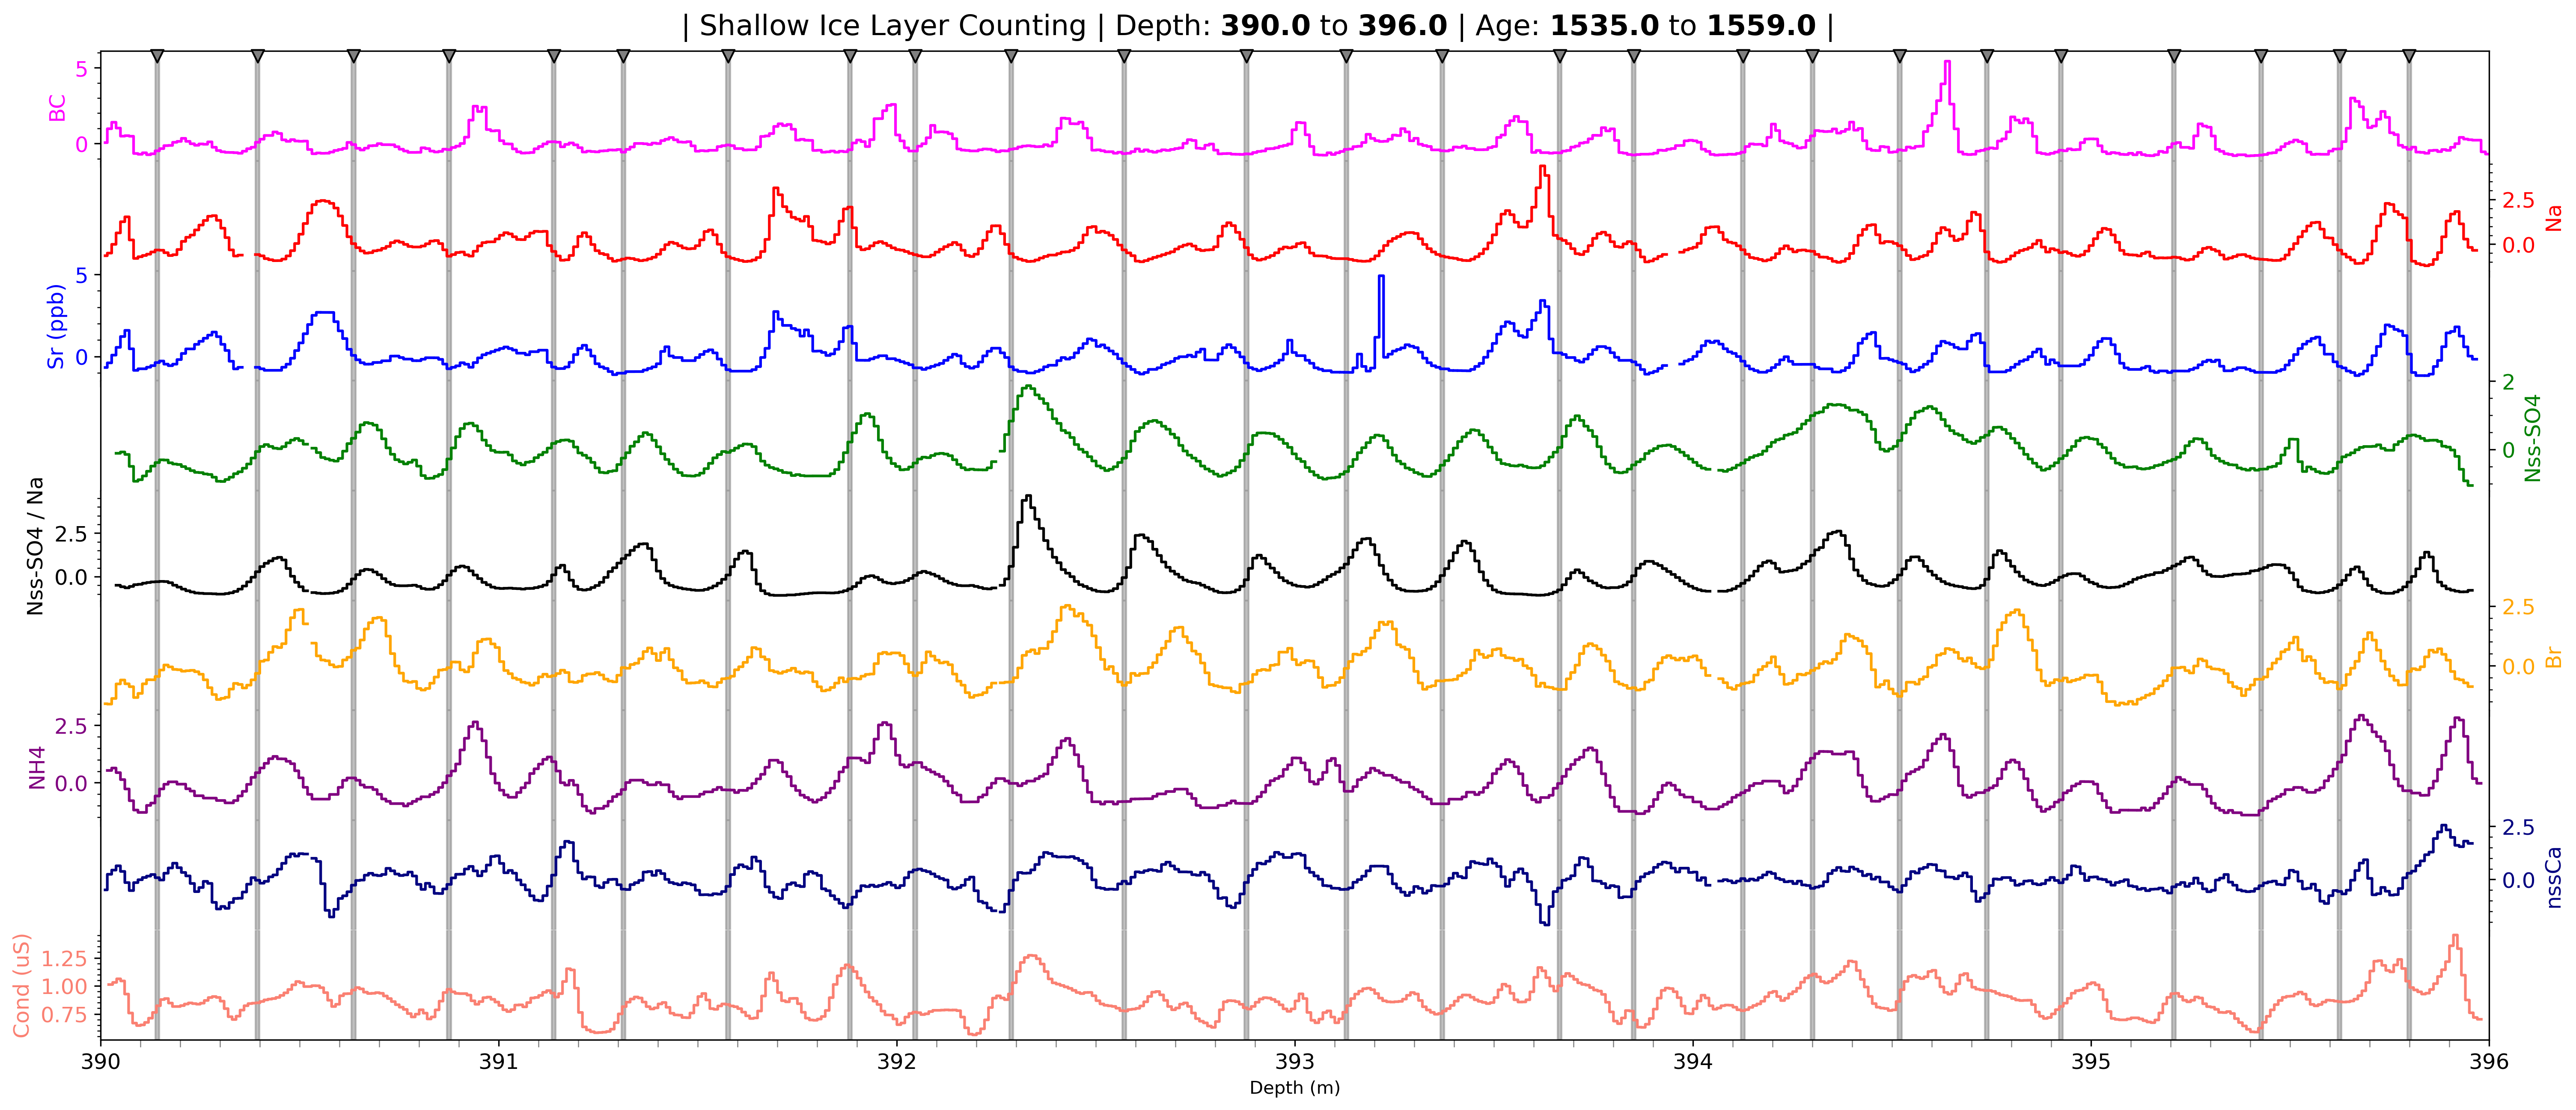 | Shallow Ice Layer Counting | Depth: 390.0 to 396.0 | Age: 1535.0 to 1559.0 |
BC
5
0
Na
2.5
0.0
Sr (ppb)
5
0
Nss-SO4
2
0
Nss-SO4 / Na
2.5
0.0
Br
2.5
0.0
NH4
2.5
0.0
nssCa
2.5
0.0
Cond (uS)
1.25
1.00
0.75
390 391 392 393 394 395 396
Depth (m)